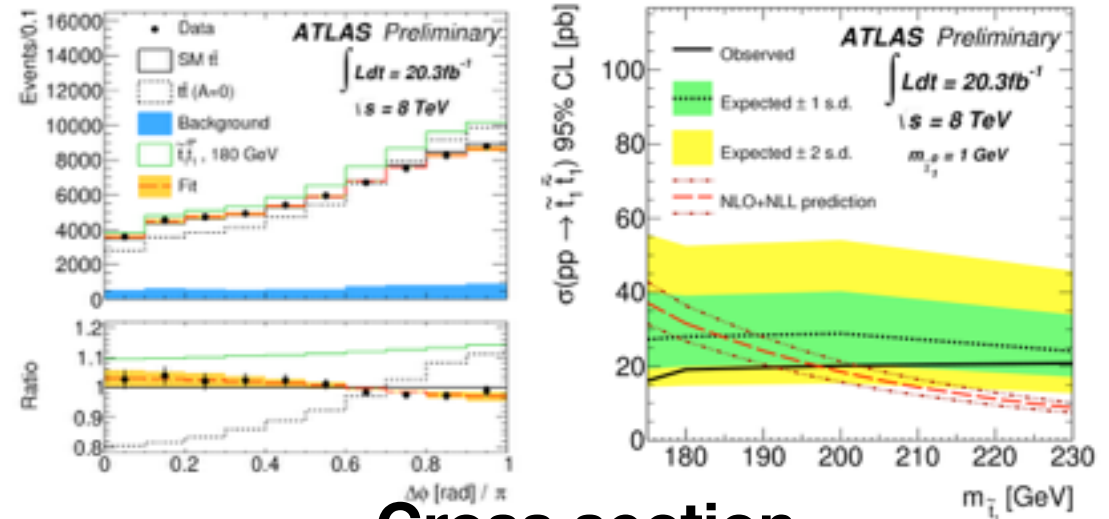 Events/0.1
16000
14000
12000
10000
8000
6000
4000
2000
0
Data
SM tt̄
tt̄ (A=0)
Background
t̃₁t̃₁, 180 GeV
Fit
ATLAS Preliminary
∫Ldt = 20.3fb⁻¹
s = 8 TeV
Ratio
1.2
1.1
1
0.9
0.8
0 0.2 0.4 0.6 0.8 1
Δϕ [rad] / π
σ(pp → t̃₁ t̃₁) 95% CL [pb]
100
80
60
40
20
0
Observed
Expected ± 1 s.d.
Expected ± 2 s.d.
NLO+NLL prediction
ATLAS Preliminary
∫Ldt = 20.3fb⁻¹
s = 8 TeV
= 1 GeV
180 190 200 210 220 230
m [GeV]
Cross section